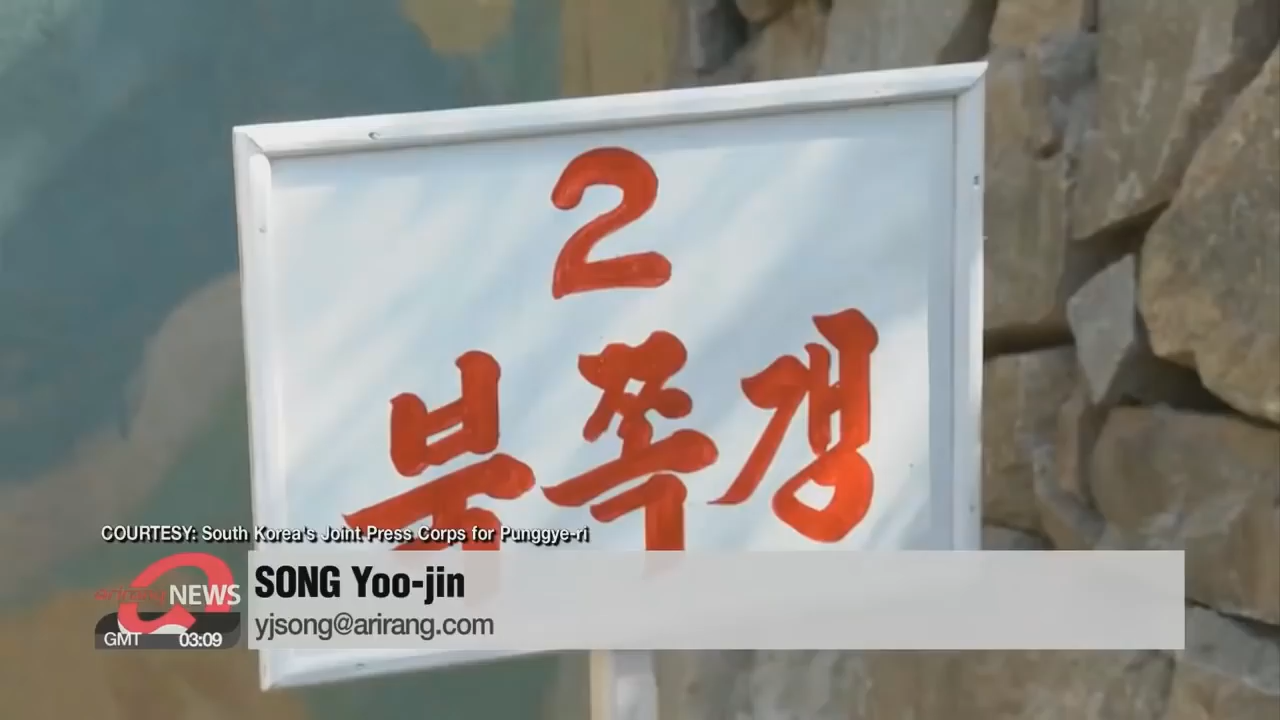 2
북쪽갱
COURTESY: South Korea's Joint Press Corps for Punggye-ri
SONG Yoo-jin
yjsong@arirang.com
arirang NEWS
GMT 03:09